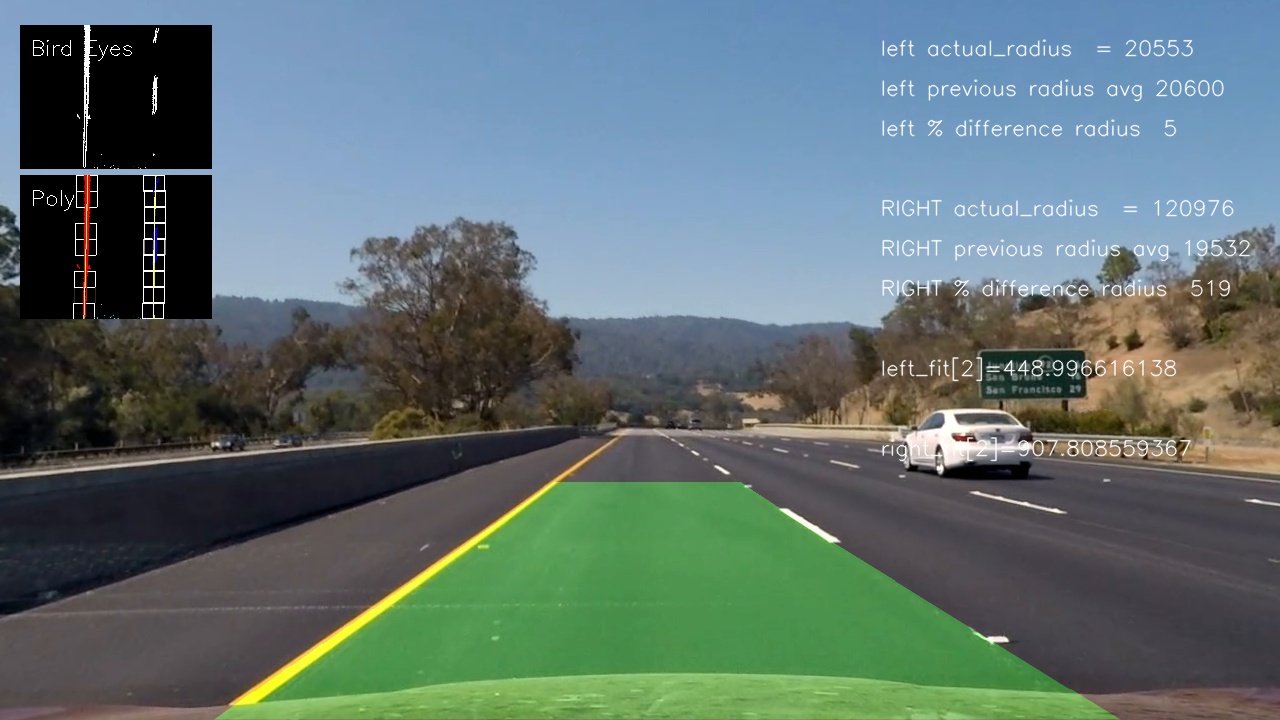 Bird Eyes
Poly
left actual_radius = 20553
left previous radius avg 20600
left % difference radius 5
RIGHT actual_radius = 120976
RIGHT previous radius avg 19532
RIGHT % difference radius 519
left_fit[2]=448.996616138
San Francisco 29
right_fit[2]=907.808559367